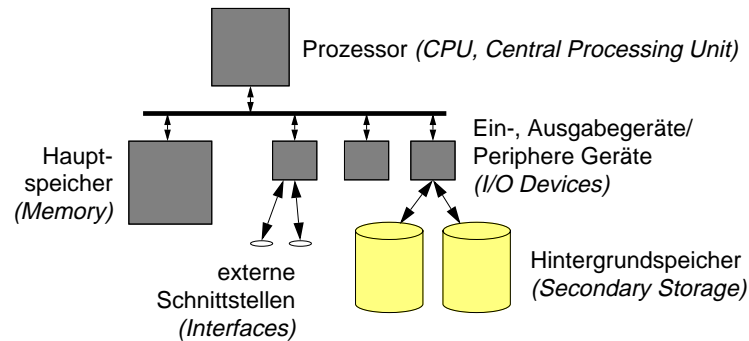 Prozessor (CPU, Central Processing Unit)
Haupt-
speicher
(Memory)
Ein-, Ausgabegeräte/
Periphere Geräte
(I/O Devices)
externe
Schnittstellen
(Interfaces)
Hintergrundspeicher
(Secondary Storage)